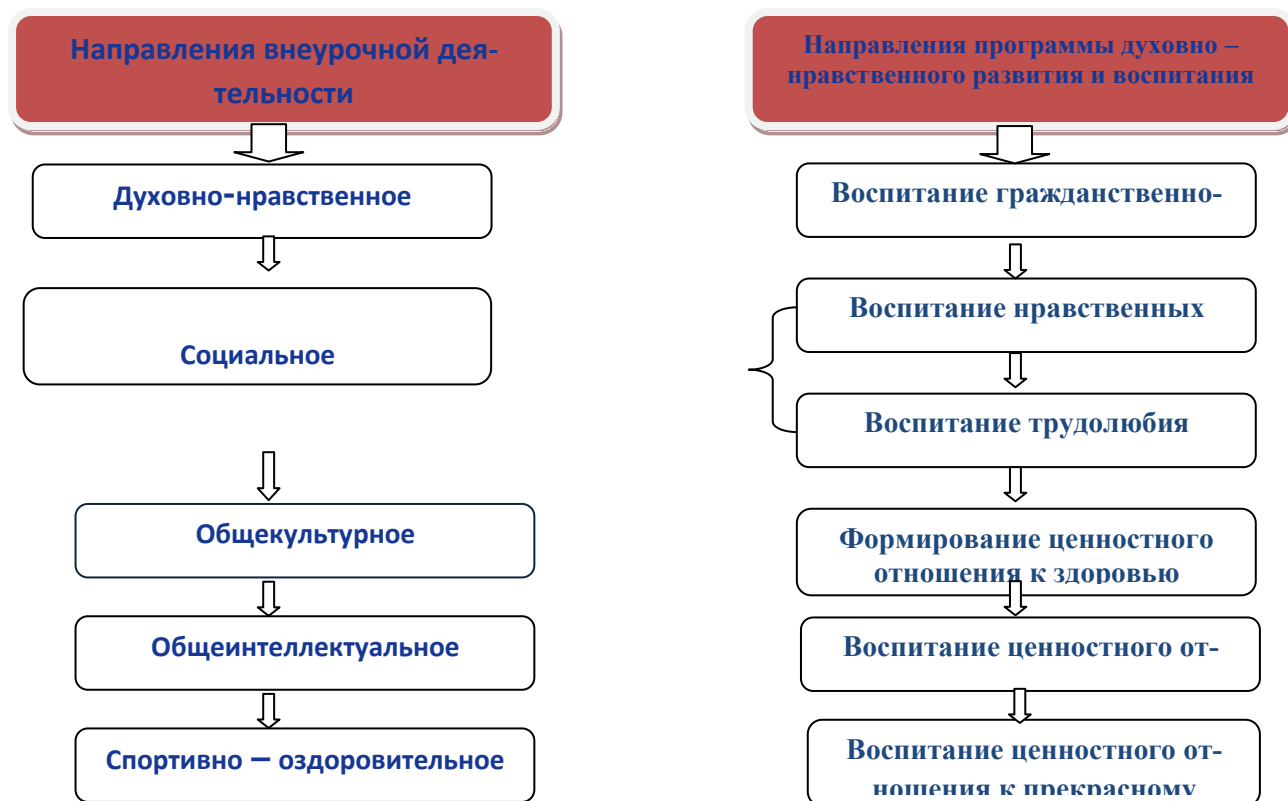 Направления внеурочной дея-
тельности
Духовно-нравственное
Социальное
Общекультурное
Общеинтеллектуальное
Спортивно – оздоровительное
Направления программы духовно –
нравственного развития и воспитания
Воспитание гражданственно-
Воспитание нравственных
Воспитание трудолюбия
Формирование ценностного
отношения к здоровью
Воспитание ценностного от-
Воспитание ценностного от-
ношения к прекрасному